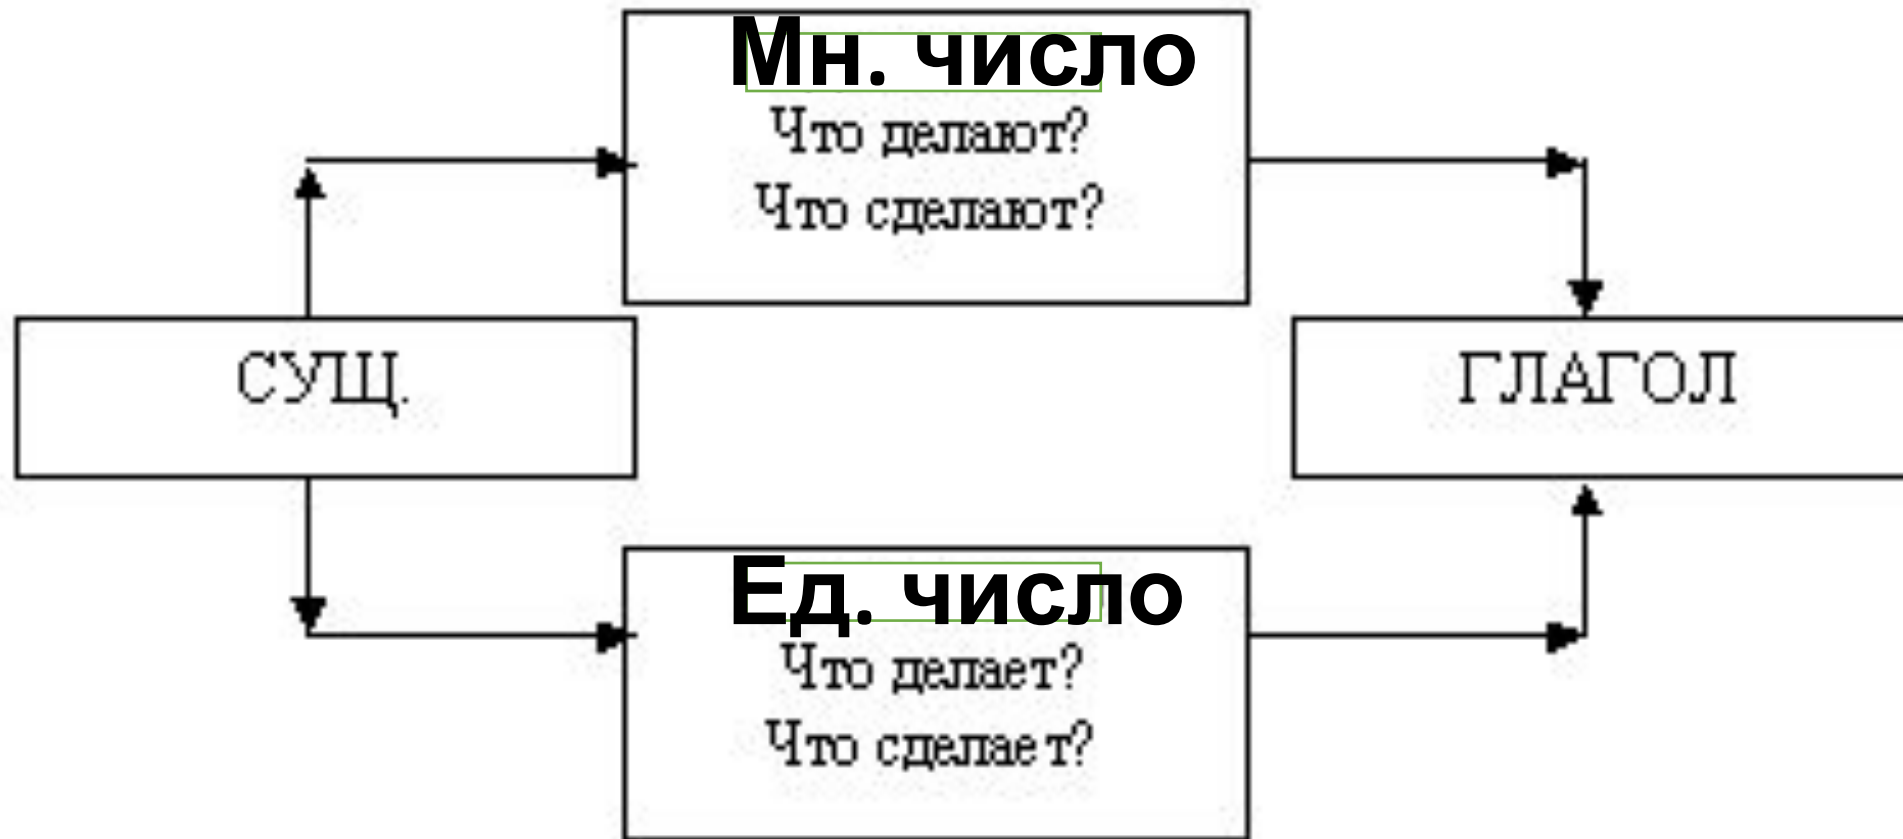 Мн. число
Что делают?
Что сделают?
СУЩ.
ГЛАГОЛ
Ед. число
Что делает?
Что сделает?